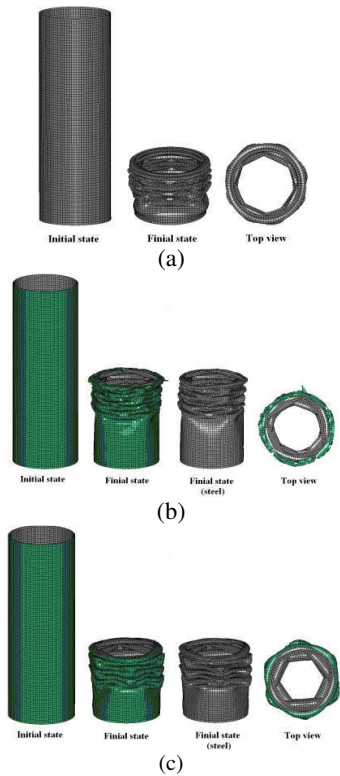 Initial state Finial state Top view
(a)
Initial state Finial state Finial state (steel) Top view
(b)
Initial state Finial state Finial state (steel) Top view
(c)